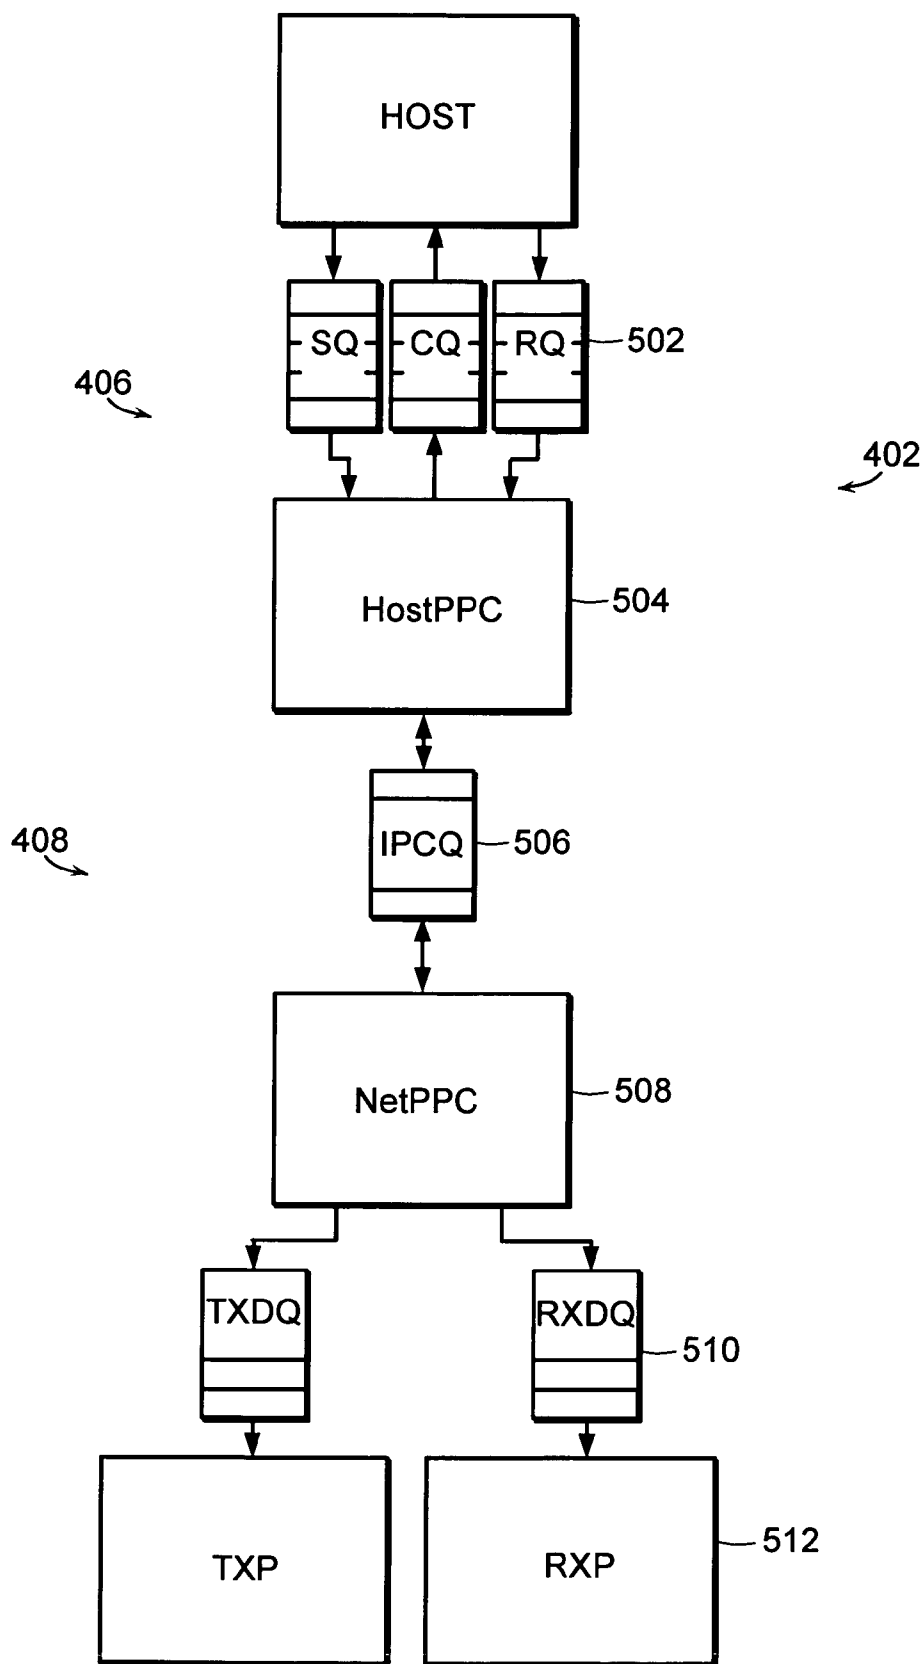 HOST
SQ
CQ
RQ
502
406
402
HostPPC
504
IPCQ
506
408
NetPPC
508
TXDQ
RXDQ
510
TXP
RXP
512